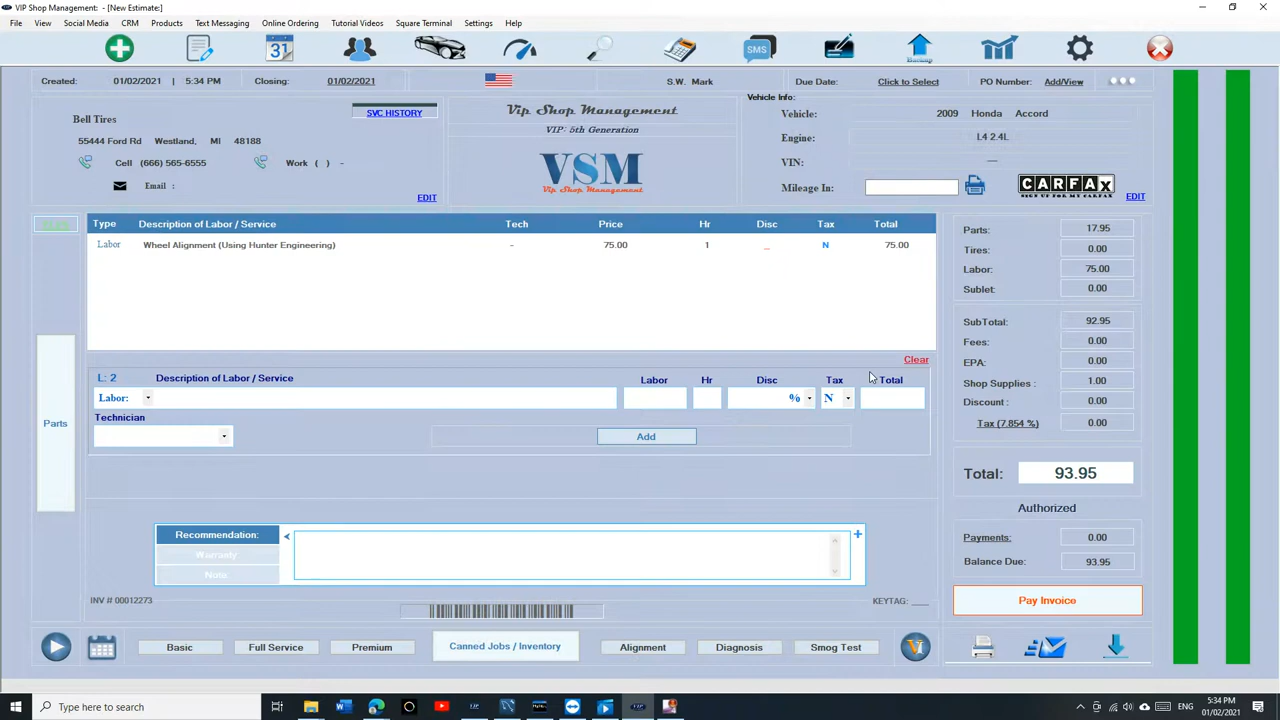 VIP Shop Management: - [New Estimate:]
File View Social Media CRM Products Text Messaging Online Ordering Tutorial Videos Square Terminal Settings Help
31 SMS Backup
Created: 01/02/2021 | 5:34 PM Closing: 01/02/2021 S.W. Mark Due Date: Click to Select PO Number: Add/View
Bell Tires
SVC HISTORY
55444 Ford Rd Westland, MI 48188
Cell (666) 565-6555 Work ( ) -
Email :
EDIT
Vip Shop Management
VIP: 5th Generation
VSM
Vip Shop Management
Vehicle Info:
Vehicle: 2009 Honda Accord
Engine: L4 2.4L
VIN: —
Mileage In:
CARFAX
SIGN UP FOR MY CARFAX
EDIT
Type Description of Labor / Service Tech Price Hr Disc Tax Total
Labor Wheel Alignment (Using Hunter Engineering) - 75.00 1 _ N 75.00
Clear
L: 2 Description of Labor / Service Labor Hr Disc Tax Total
Labor: % N
Technician
Add
Parts
Recommendation: <
+
Warranty
Note
INV # 00012273
KEYTAG: ___
Parts: 17.95
Tires: 0.00
Labor: 75.00
Sublet: 0.00
SubTotal: 92.95
Fees: 0.00
EPA: 0.00
Shop Supplies : 1.00
Discount : 0.00
Tax (7.854 %) 0.00
Total: 93.95
Authorized
Payments: 0.00
Balance Due: 93.95
Pay Invoice
Basic Full Service Premium Canned Jobs / Inventory Alignment Diagnosis Smog Test
Type here to search
ENG
5:34 PM
01/02/2021